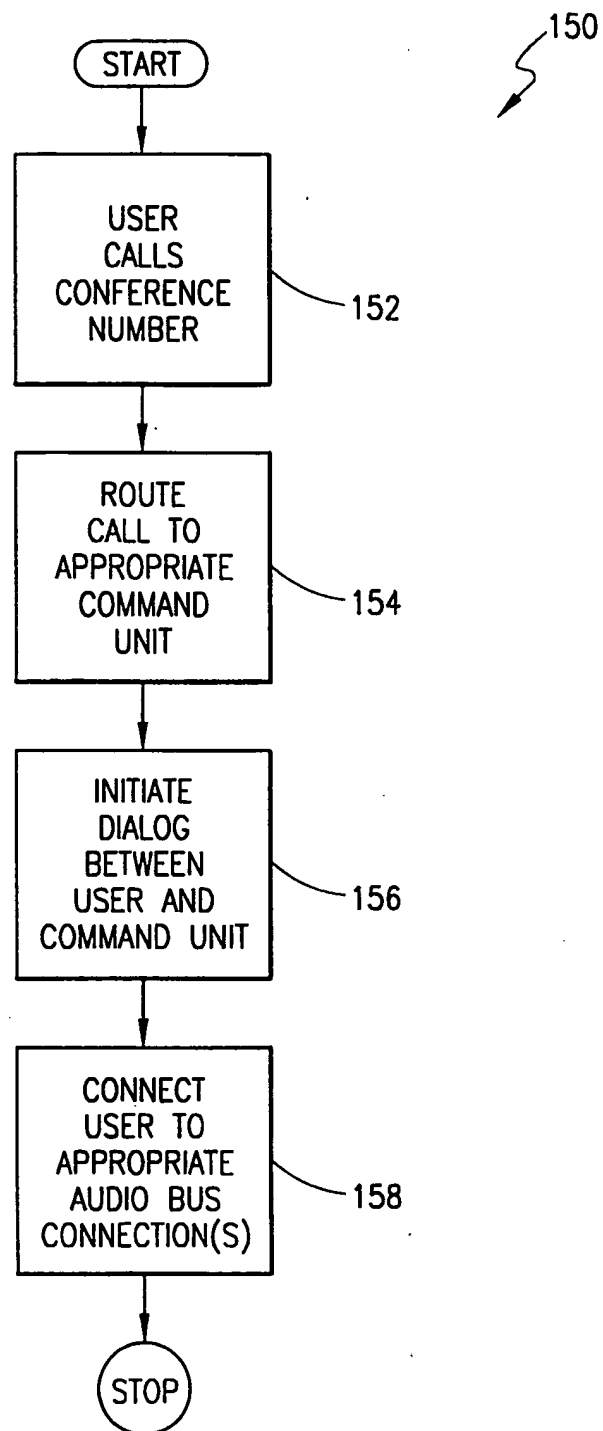 150
START
USER
CALLS
CONFERENCE
NUMBER
152
ROUTE
CALL TO
APPROPRIATE
COMMAND
UNIT
154
INITIATE
DIALOG
BETWEEN
USER AND
COMMAND UNIT
156
CONNECT
USER TO
APPROPRIATE
AUDIO BUS
CONNECTION(S)
158
STOP